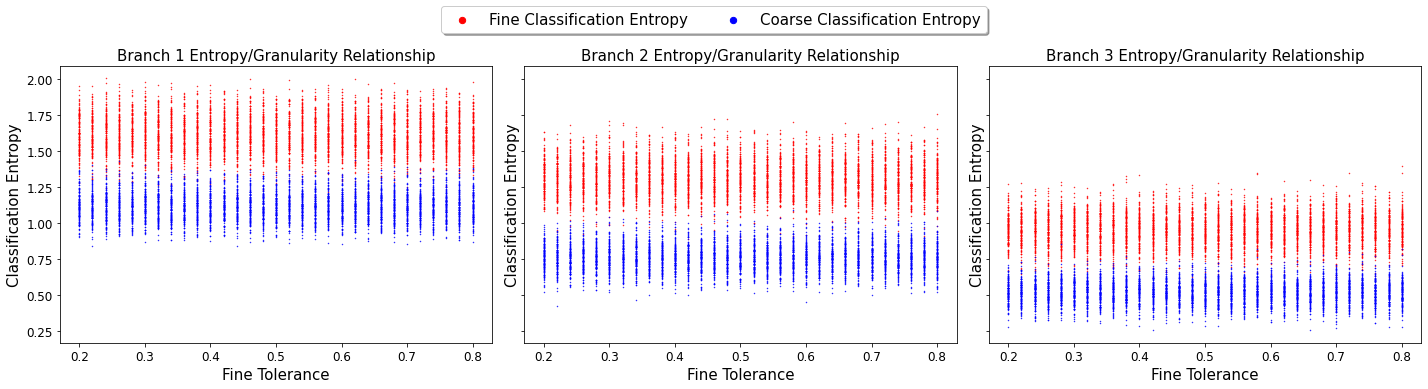 Fine Classification Entropy
Coarse Classification Entropy
Branch 1 Entropy/Granularity Relationship
Classification Entropy
2.00
1.75
1.50
1.25
1.00
0.75
0.50
0.25
0.2 0.3 0.4 0.5 0.6 0.7 0.8
Fine Tolerance
Branch 2 Entropy/Granularity Relationship
Classification Entropy
0.2 0.3 0.4 0.5 0.6 0.7 0.8
Fine Tolerance
Branch 3 Entropy/Granularity Relationship
Classification Entropy
0.2 0.3 0.4 0.5 0.6 0.7 0.8
Fine Tolerance